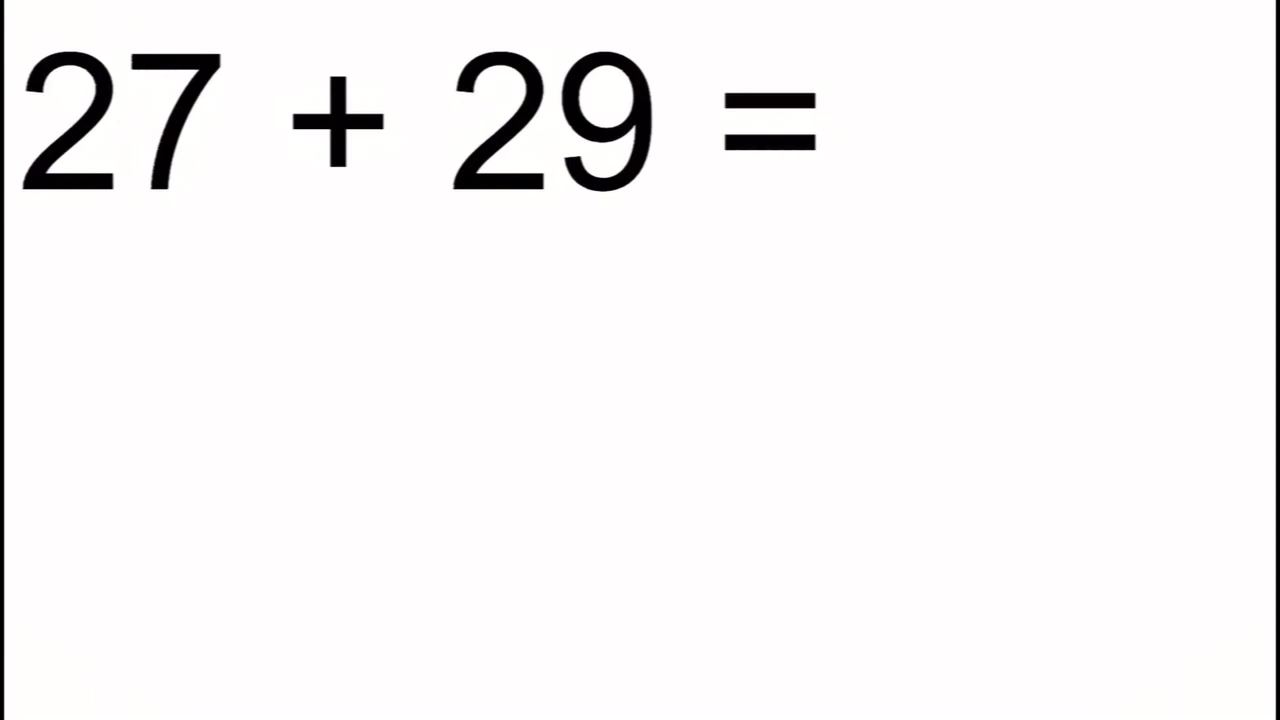 27 + 29 =